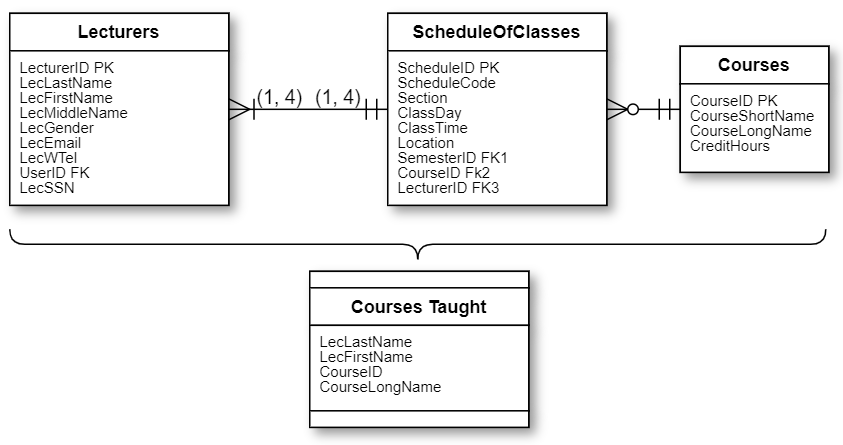 Lecturers
LecturerID PK
LecLastName
LecFirstName
LecMiddleName
LecGender
LecEmail
LecWTel
UserID FK
LecSSN
(1, 4) (1, 4)
ScheduleOfClasses
ScheduleID PK
ScheduleCode
Section
ClassDay
ClassTime
Location
SemesterID FK1
CourseID Fk2
LecturerID FK3
Courses
CourseID PK
CourseShortName
CourseLongName
CreditHours
Courses Taught
LecLastName
LecFirstName
CourseID
CourseLongName